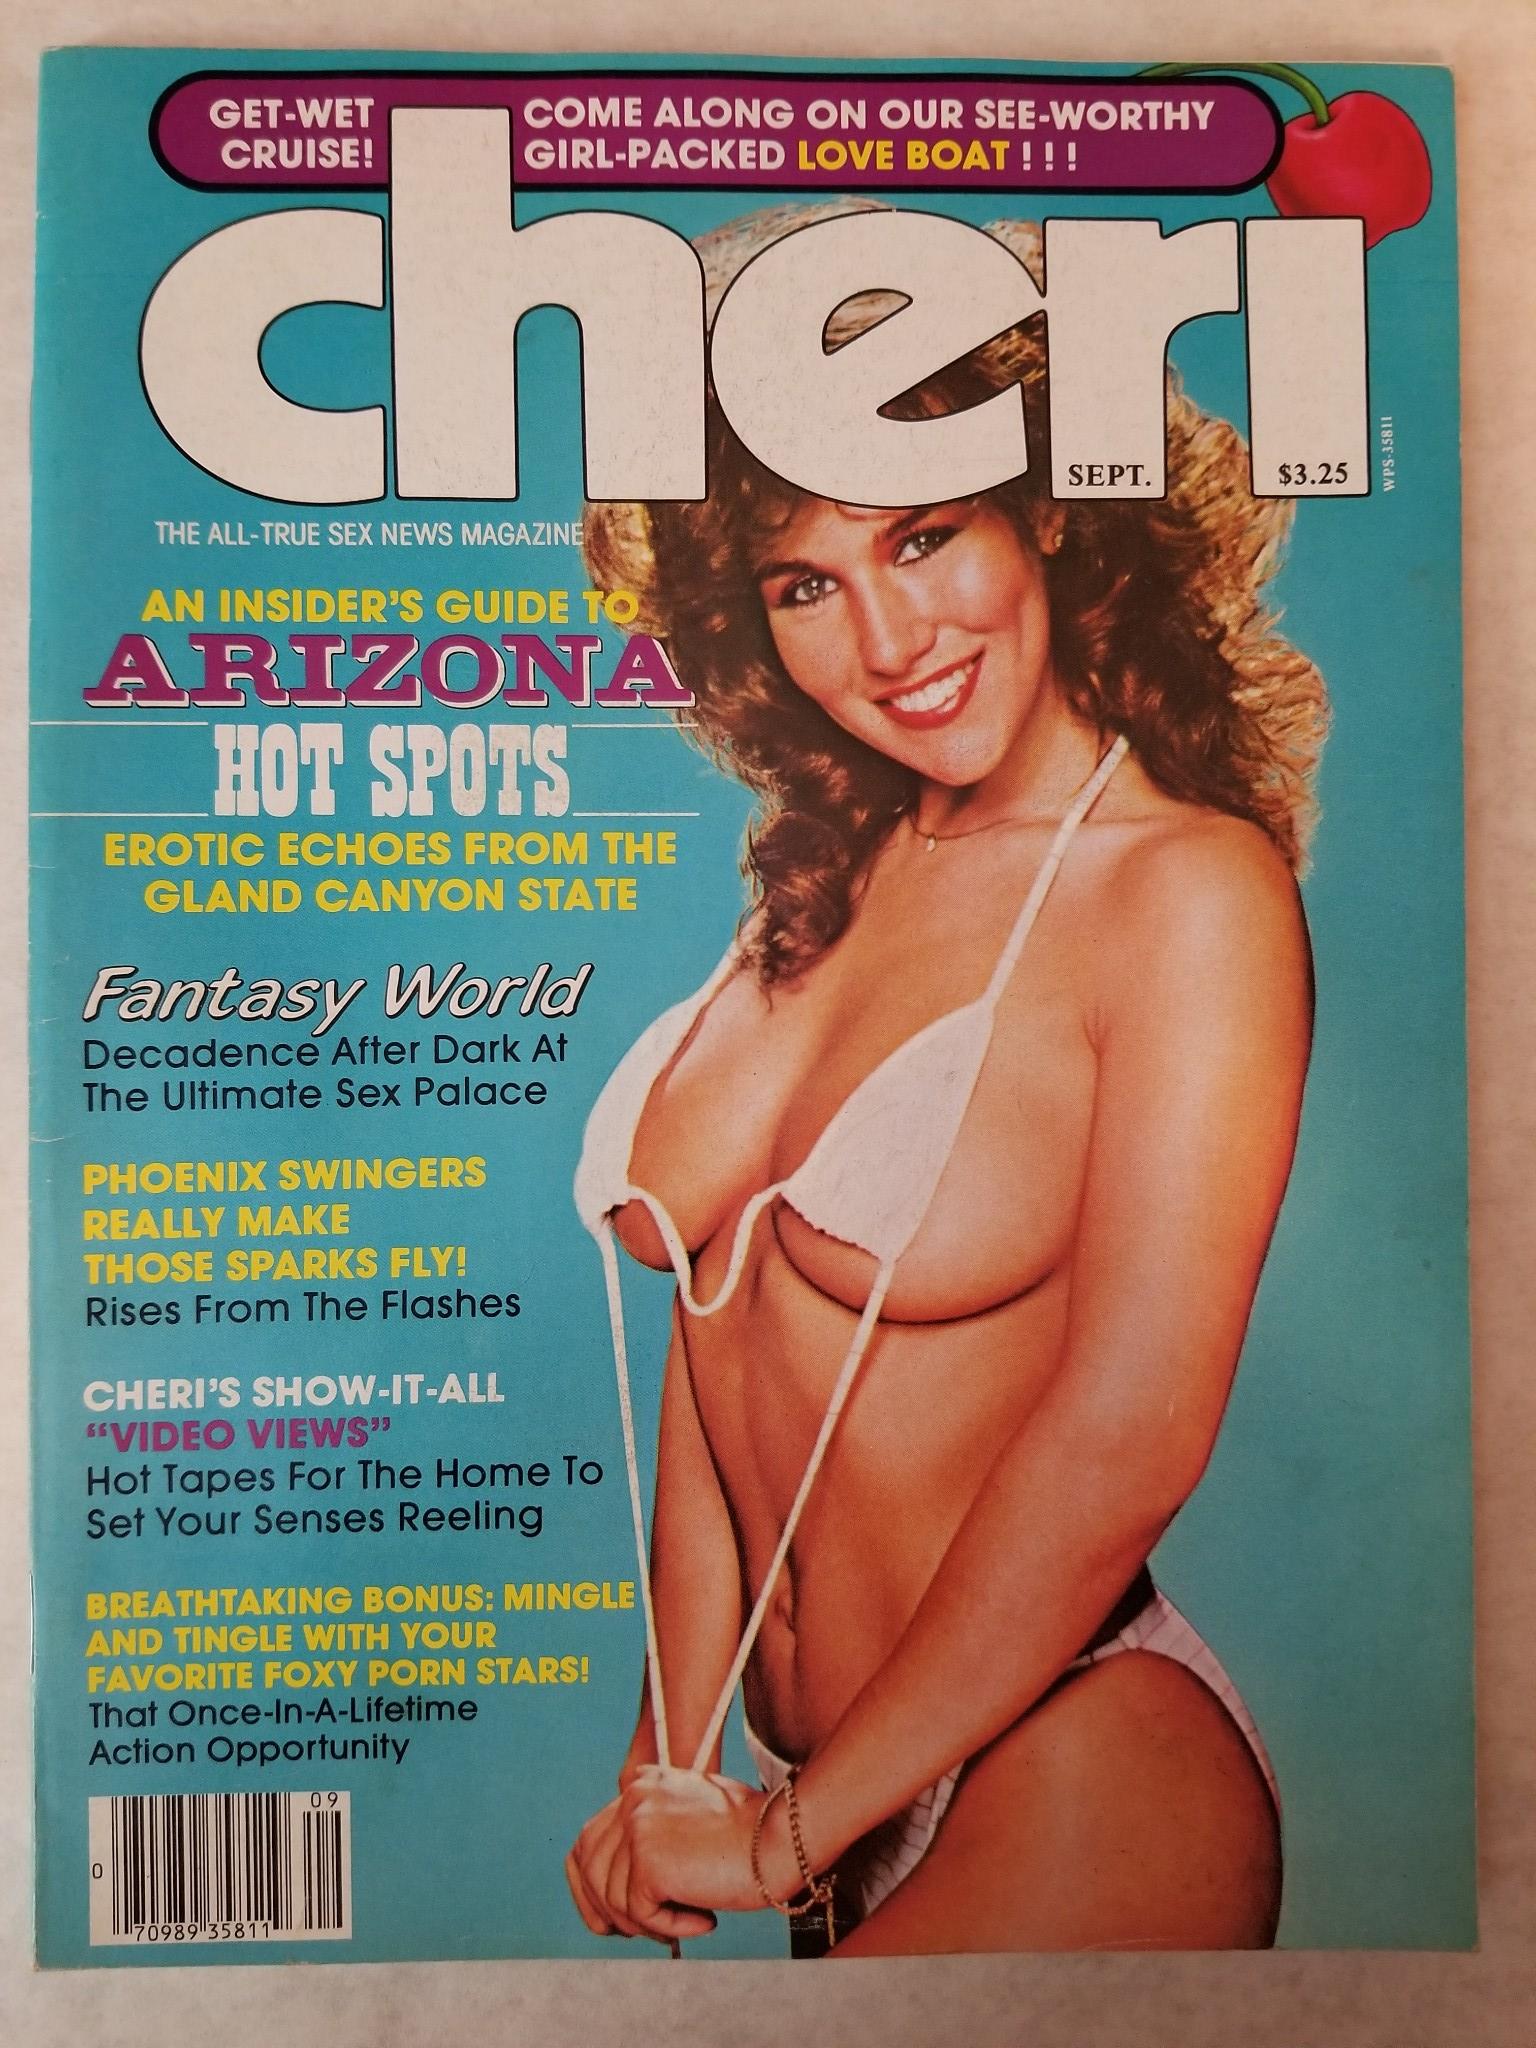 GET-WET
CRUISE!
COME ALONG ON OUR SEE-WORTHY
GIRL-PACKED LOVE BOAT!!!
cheri
SEPT.
$3.25
WPS-35811
THE ALL-TRUE SEX NEWS MAGAZINE
AN INSIDER'S GUIDE TO
ARIZONA
HOT SPOTS
EROTIC ECHOES FROM THE
GLAND CANYON STATE
Fantasy World
Decadence After Dark At
The Ultimate Sex Palace
PHOENIX SWINGERS
REALLY MAKE
THOSE SPARKS FLY!
Rises From The Flashes
CHERI'S SHOW-IT-ALL
"VIDEO VIEWS"
Hot Tapes For The Home To
Set Your Senses Reeling
BREATHTAKING BONUS: MINGLE
AND TINGLE WITH YOUR
FAVORITE FOXY PORN STARS!
That Once-In-A-Lifetime
Action Opportunity
09
0
70989 35811